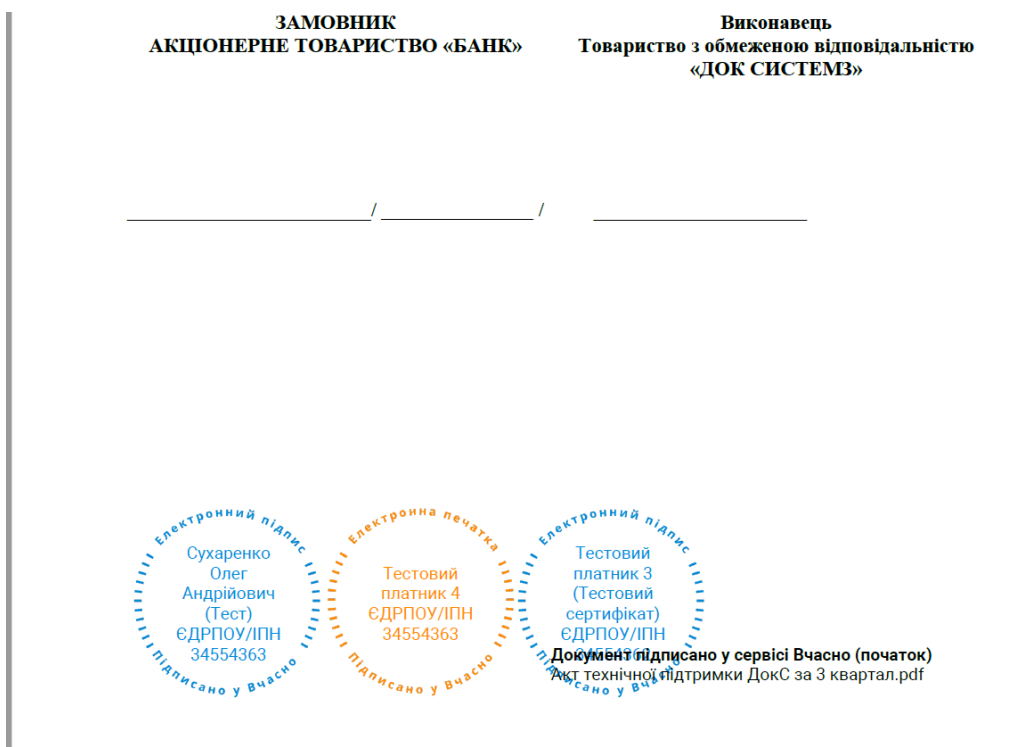 ЗАМОВНИК
АКЦІОНЕРНЕ ТОВАРИСТВО «БАНК»
Виконавець
Товариство з обмеженою відповідальністю
«ДОК СИСТЕМЗ»
/ /
Електронний підпис
Сухаренко
Олег
Андрійович
(Тест)
ЄДРПОУ/ІПН
34554363
Підписано у Вчасно
Електронна печатка
Тестовий
платник 4
ЄДРПОУ/ІПН
34554363
Підписано у Вчасно
Електронний підпис
Тестовий
платник 3
(Тестовий
сертифікат)
ЄДРПОУ/ІПН
Підписано у Вчасно
Документ підписано у сервісі Вчасно (початок)
Акт технічної підтримки ДокС за 3 квартал.pdf